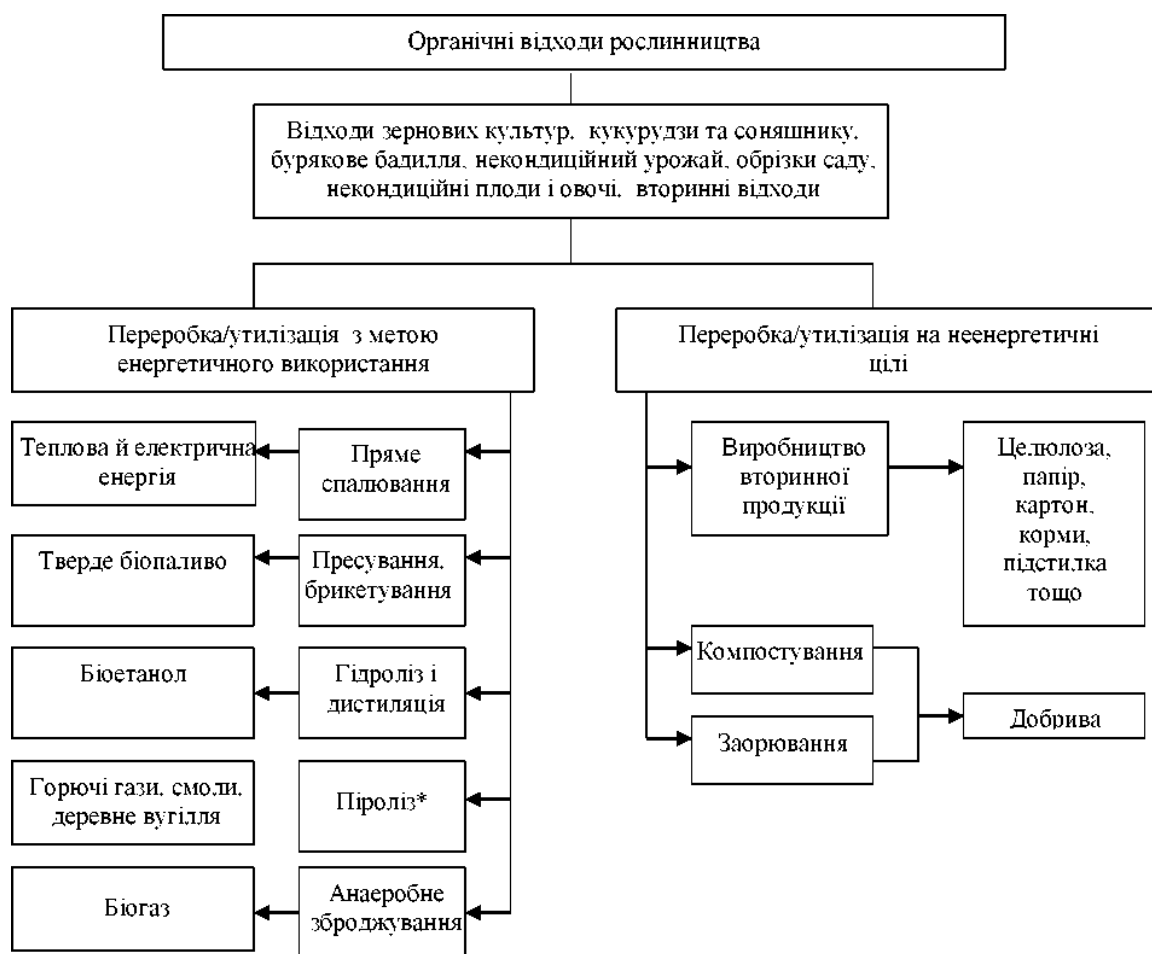 Органічні відходи рослинництва
Відходи зернових культур, кукурудзи та соняшнику,
бурякове бадилля, некондиційний урожай, обрізки саду,
некондиційні плоди і овочі, вторинні відходи
Переробка/утилізація з метою
енергетичного використання
Переробка/утилізація на неенергетичні
цілі
Теплова й електрична
енергія
Пряме
спалювання
Тверде біопаливо
Пресування,
брикетування
Біоетанол
Гідроліз і
дистиляція
Горючі гази, смоли,
деревне вугілля
Піроліз*
Біогаз
Анаеробне
зброджування
Виробництво
вторинної
продукції
Целюлоза,
папір,
картон,
корми,
підстилка
тощо
Компостування
Заорювання
Добрива